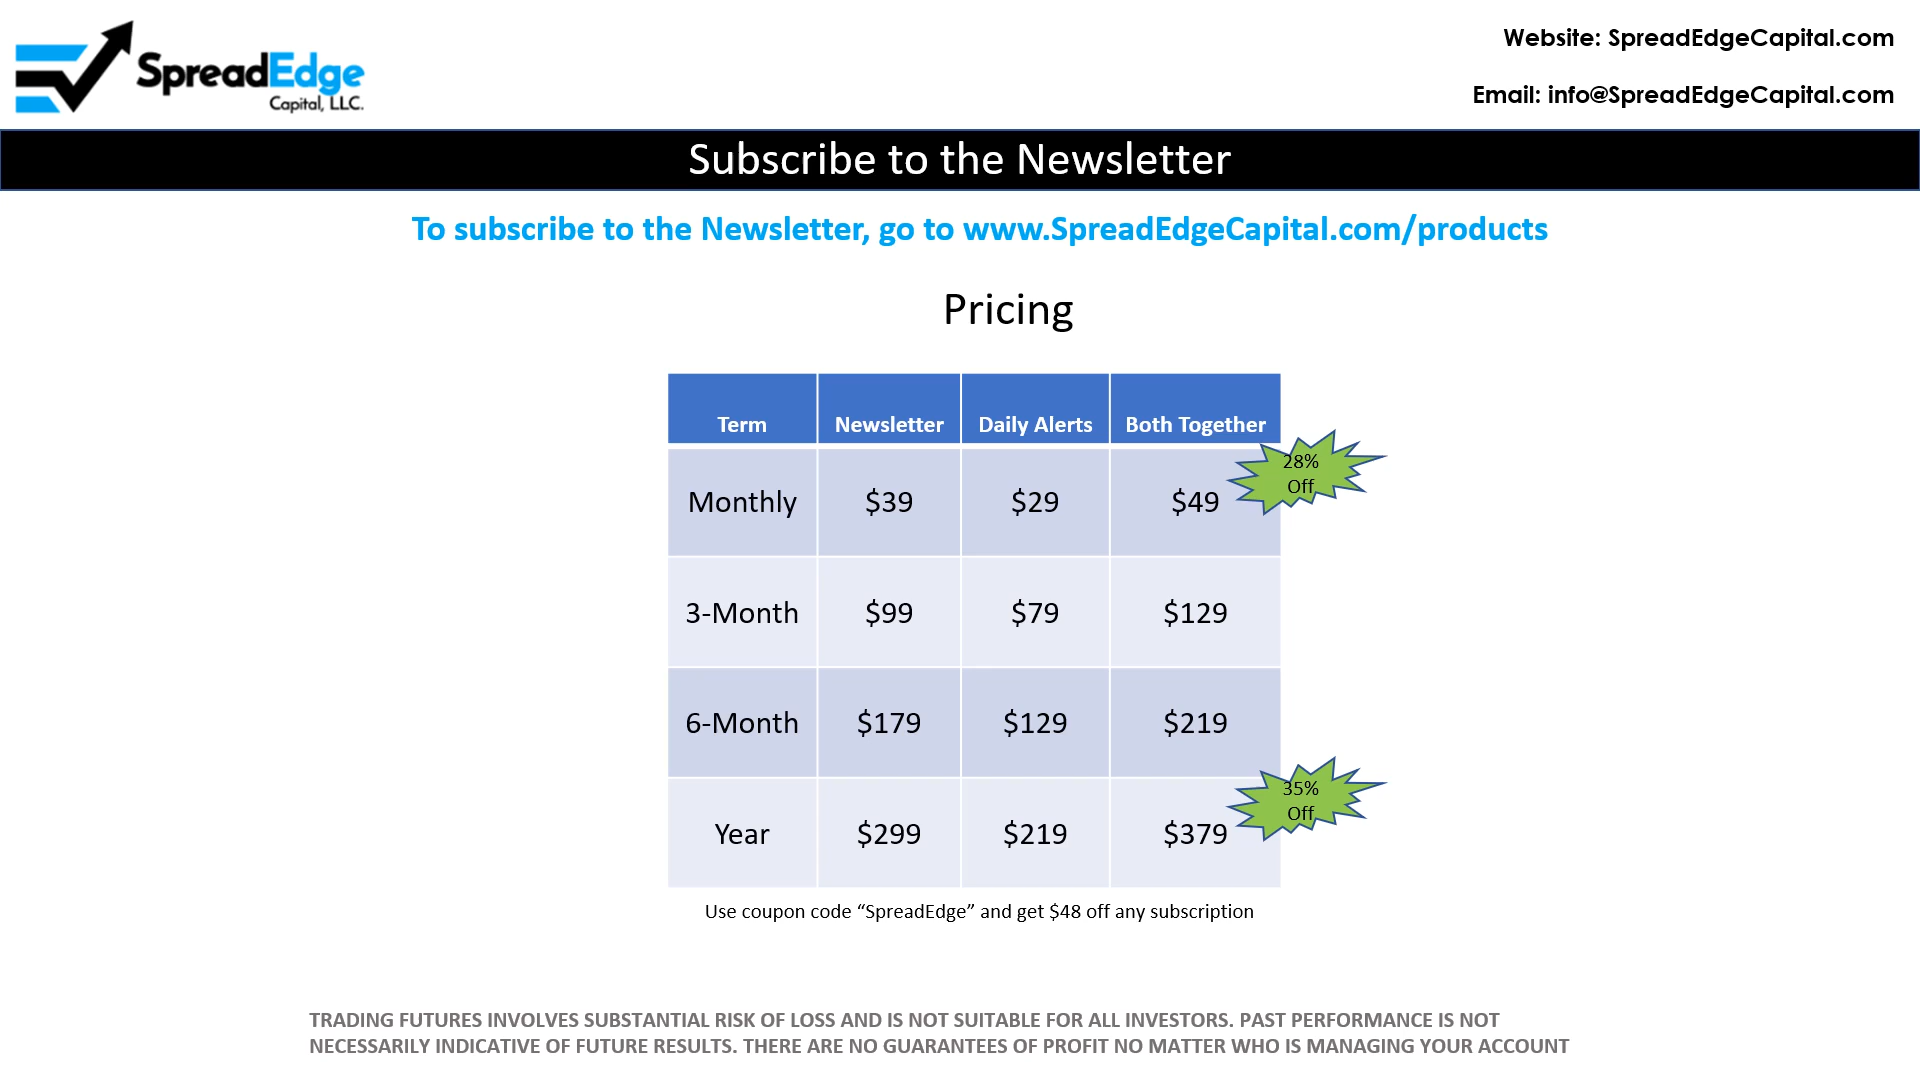 SpreadEdge
Capital, LLC.
Website: SpreadEdgeCapital.com
Email: info@SpreadEdgeCapital.com
Subscribe to the Newsletter
To subscribe to the Newsletter, go to www.SpreadEdgeCapital.com/products
Pricing
Term Newsletter Daily Alerts Both Together
28%
Off
Monthly $39 $29 $49
3-Month $99 $79 $129
6-Month $179 $129 $219
35%
Off
Year $299 $219 $379
Use coupon code “SpreadEdge” and get $48 off any subscription
TRADING FUTURES INVOLVES SUBSTANTIAL RISK OF LOSS AND IS NOT SUITABLE FOR ALL INVESTORS. PAST PERFORMANCE IS NOT
NECESSARILY INDICATIVE OF FUTURE RESULTS. THERE ARE NO GUARANTEES OF PROFIT NO MATTER WHO IS MANAGING YOUR ACCOUNT